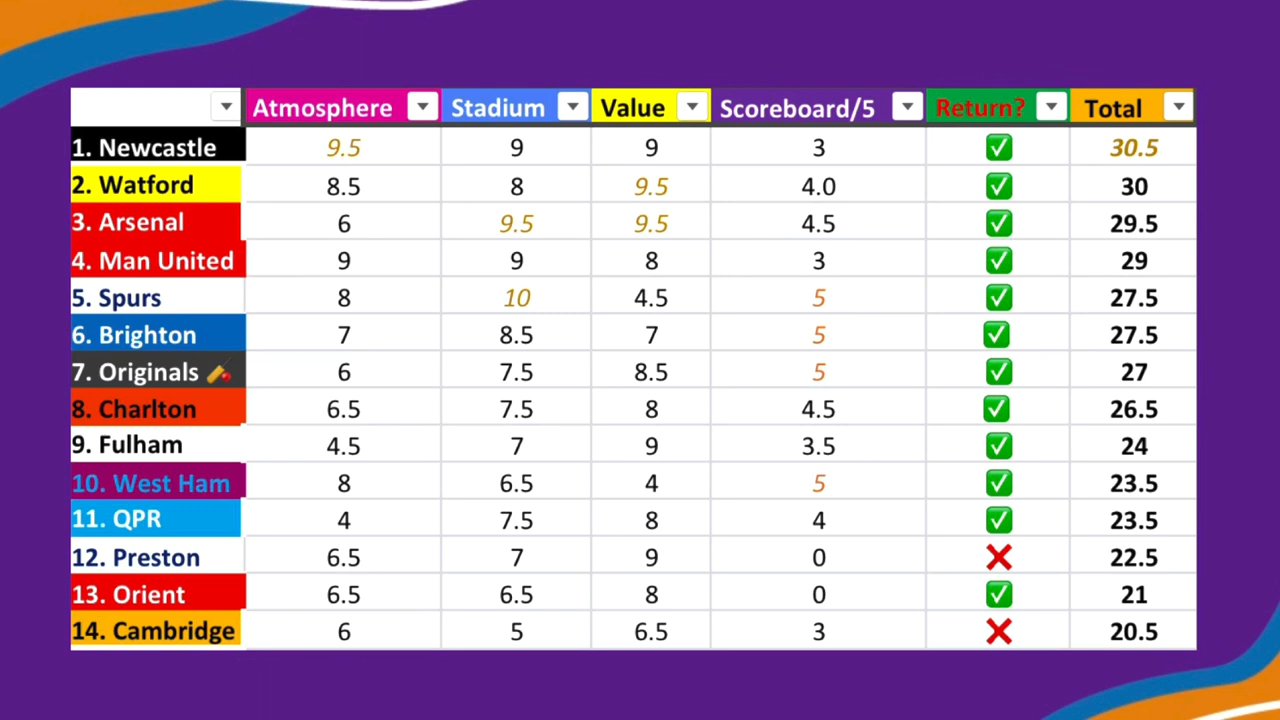 Atmosphere Stadium Value Scoreboard/5 Return? Total
1. Newcastle 9.5 9 9 3 ✅ 30.5
2. Watford 8.5 8 9.5 4.0 ✅ 30
3. Arsenal 6 9.5 9.5 4.5 ✅ 29.5
4. Man United 9 9 8 3 ✅ 29
5. Spurs 8 10 4.5 5 ✅ 27.5
6. Brighton 7 8.5 7 5 ✅ 27.5
7. Originals 6 7.5 8.5 5 ✅ 27
8. Charlton 6.5 7.5 8 4.5 ✅ 26.5
9. Fulham 4.5 7 9 3.5 ✅ 24
10. West Ham 8 6.5 4 5 ✅ 23.5
11. QPR 4 7.5 8 4 ✅ 23.5
12. Preston 6.5 7 9 0 ❌ 22.5
13. Orient 6.5 6.5 8 0 ✅ 21
14. Cambridge 6 5 6.5 3 ❌ 20.5